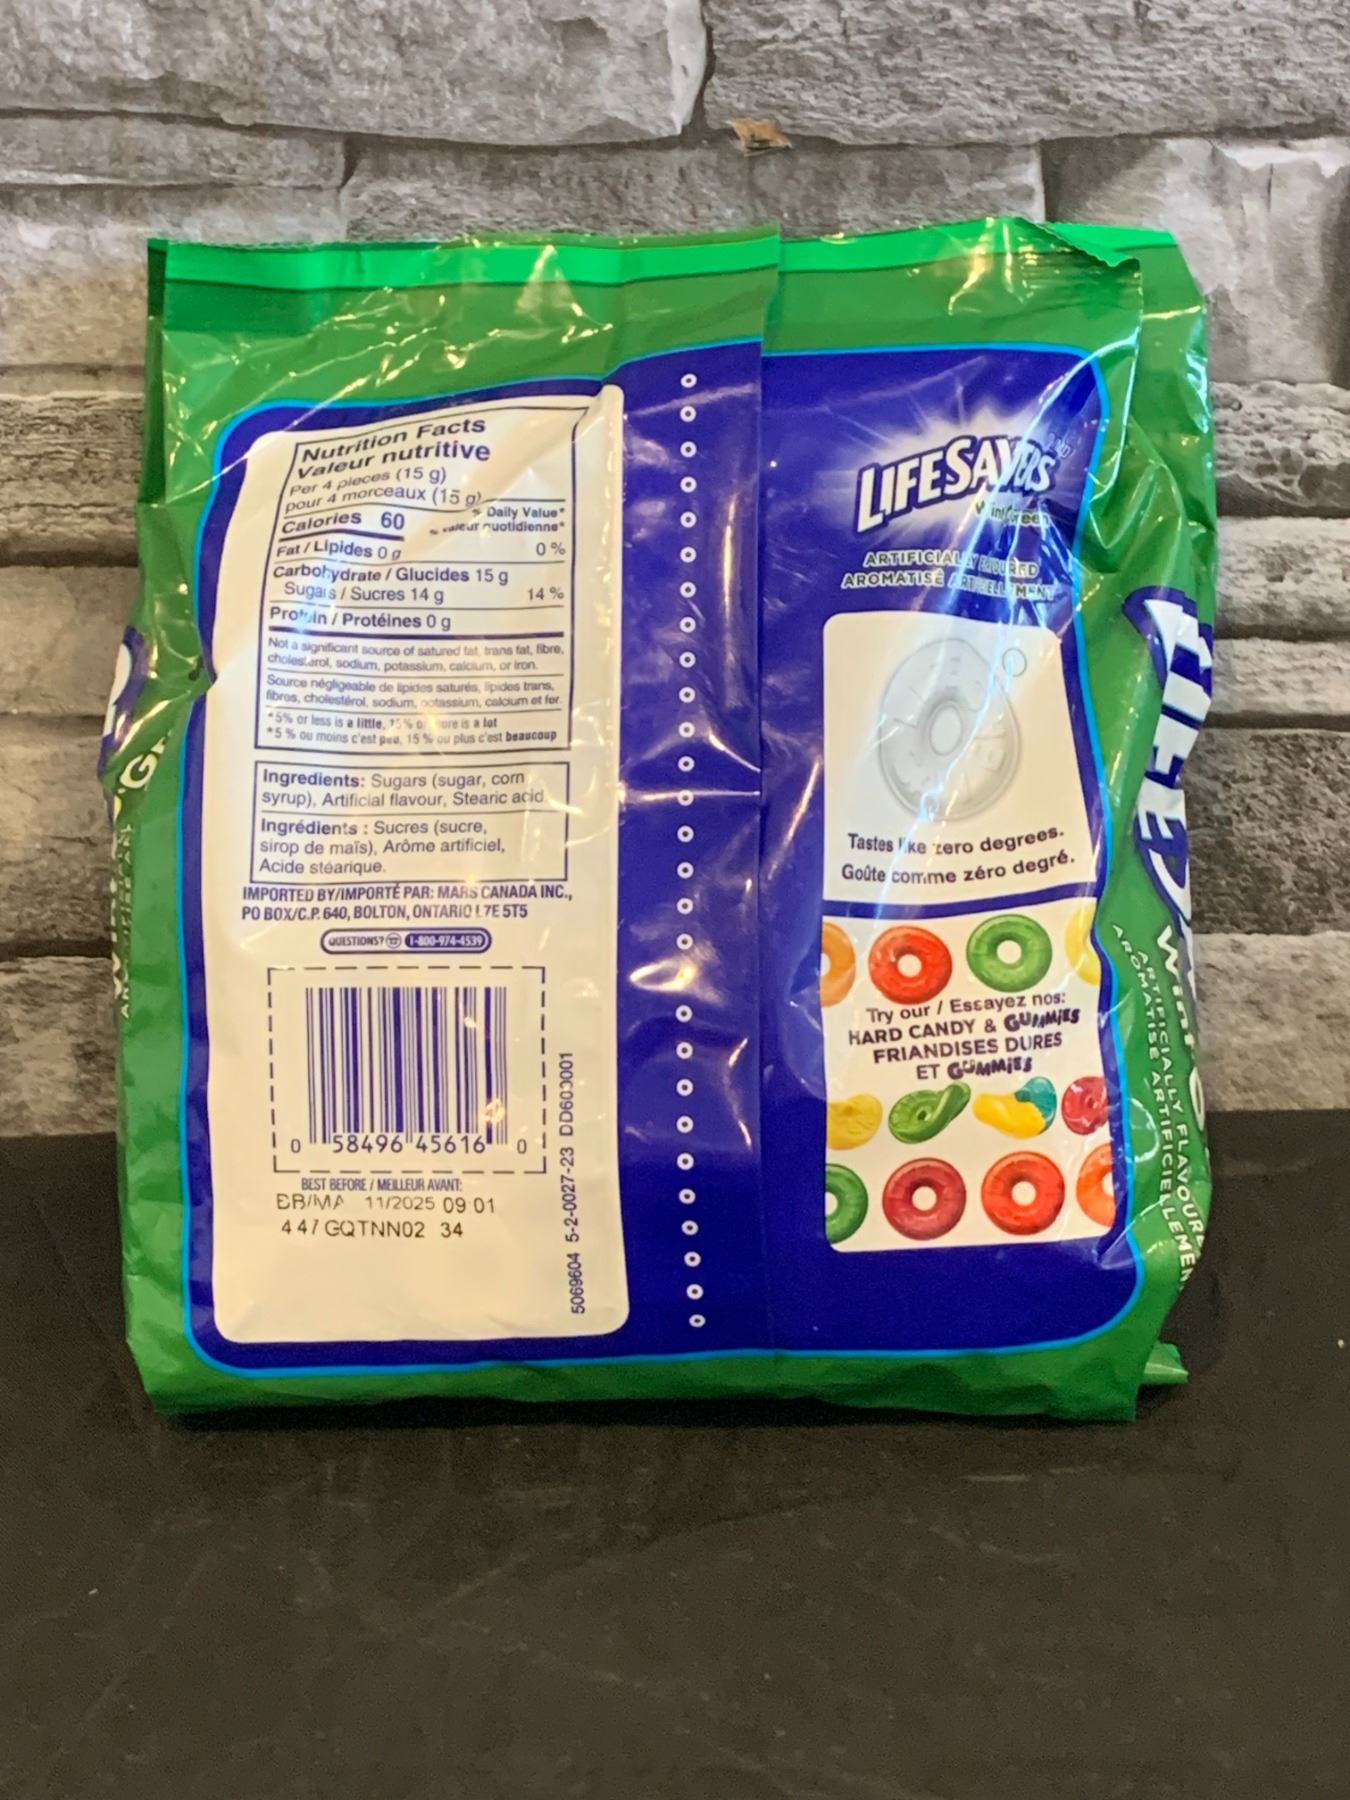 Nutrition Facts
Valeur nutritive
Per 4 pieces (15 g)
pour 4 morceaux (15 g)
Calories 60
% Daily Value*
% valeur quotidienne*
Fat / Lipides 0 g 0 %
Carbohydrate / Glucides 15 g
Sugars / Sucres 14 g 14 %
Protein / Protéines 0 g
Not a significant source of satured fat, trans fat, fibre,
cholesterol, sodium, potassium, calcium, or iron.
Source négligeable de lipides saturés, lipides trans,
fibres, cholestérol, sodium, potassium, calcium et fer.
*5% or less is a little, 15% or more is a lot
*5 % ou moins c'est peu, 15 % ou plus c'est beaucoup
Ingredients: Sugars (sugar, corn
syrup), Artificial flavour, Stearic acid.
Ingrédients : Sucres (sucre,
sirop de maïs), Arôme artificiel,
Acide stéarique.
IMPORTED BY/IMPORTÉ PAR: MARS CANADA INC.,
PO BOX/C.P. 640, BOLTON, ONTARIO L7E 5T5
QUESTIONS? 1-800-974-4539
0 58496 45616 0
BEST BEFORE / MEILLEUR AVANT:
BB/MA 11/2025 09:01
447 GQTNN02 34
5069604 5-2-0027-23 DD603001
LIFESAVERS
WintOGreen
ARTIFICIALLY FLAVOURED
AROMATISÉ ARTIFICIELLEMENT
Tastes like zero degrees.
Goûte comme zéro degré.
Try our / Essayez nos:
HARD CANDY & GUMMIES
FRIANDISES DURES
ET GUMMIES
ARTIFICIALLY FLAVOURE
AROMATISÉ ARTIFICIELLEMEN